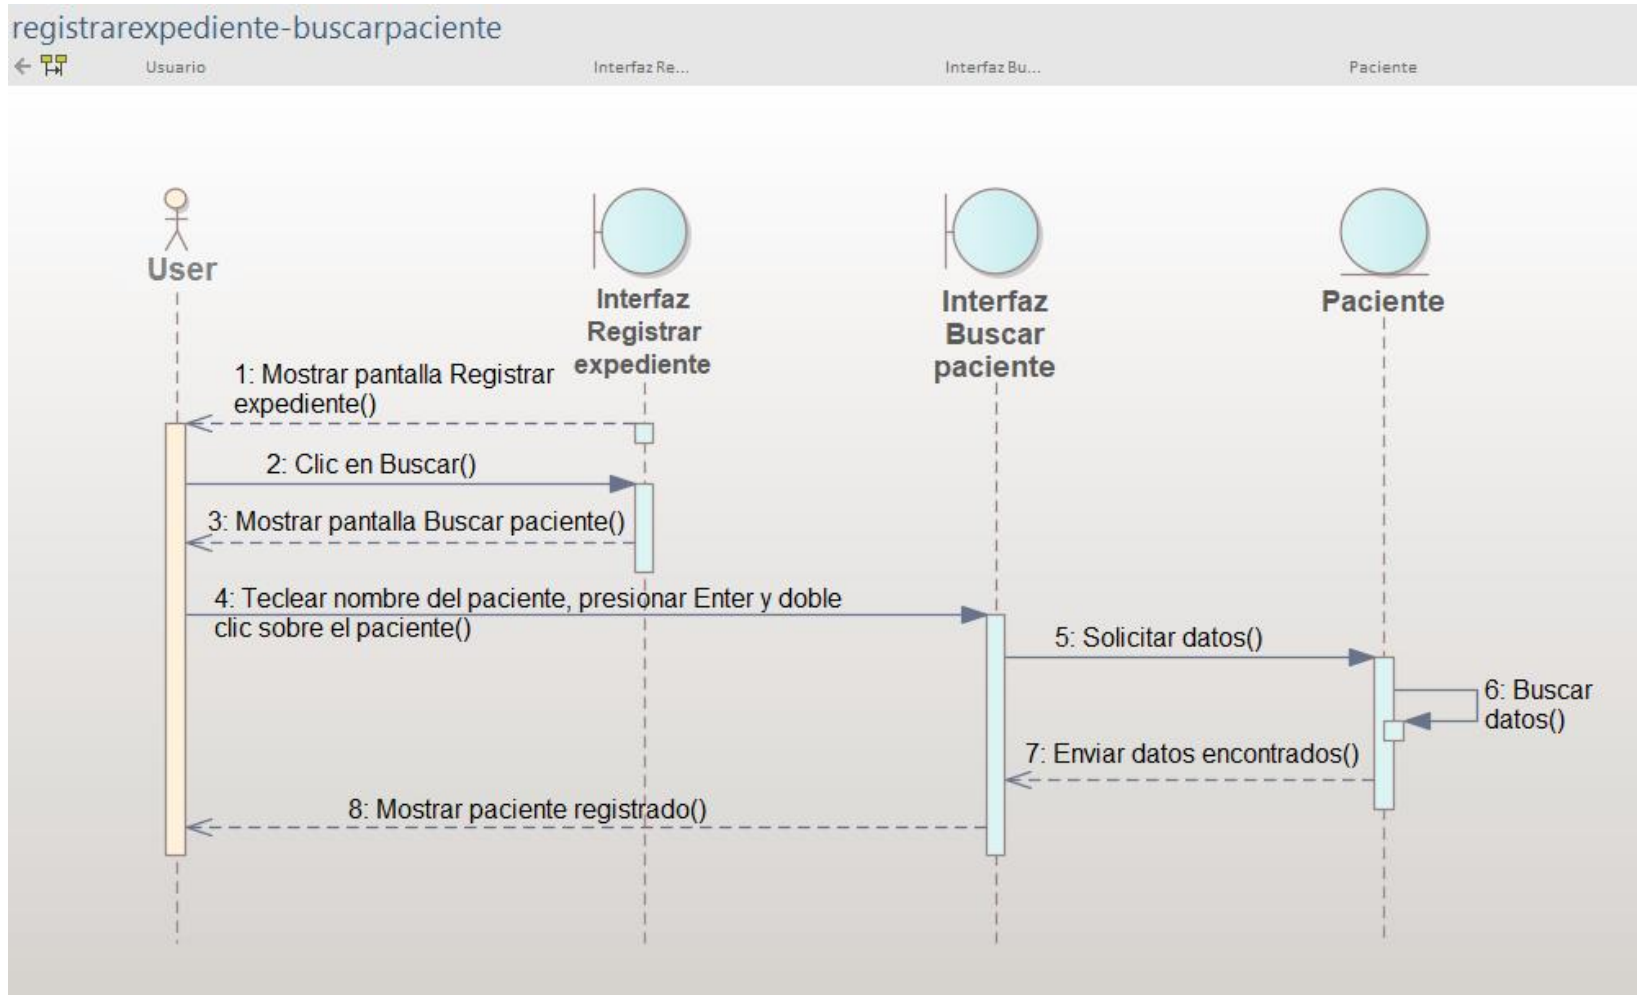 registrarexpediente-buscarpaciente
Usuario
Interfaz Re...
Interfaz Bu...
Paciente
User
Interfaz
Registrar
expediente
Interfaz
Buscar
paciente
Paciente
1: Mostrar pantalla Registrar
expediente()
2: Clic en Buscar()
3: Mostrar pantalla Buscar paciente()
4: Teclear nombre del paciente, presionar Enter y doble
clic sobre el paciente()
5: Solicitar datos()
6: Buscar
datos()
7: Enviar datos encontrados()
8: Mostrar paciente registrado()